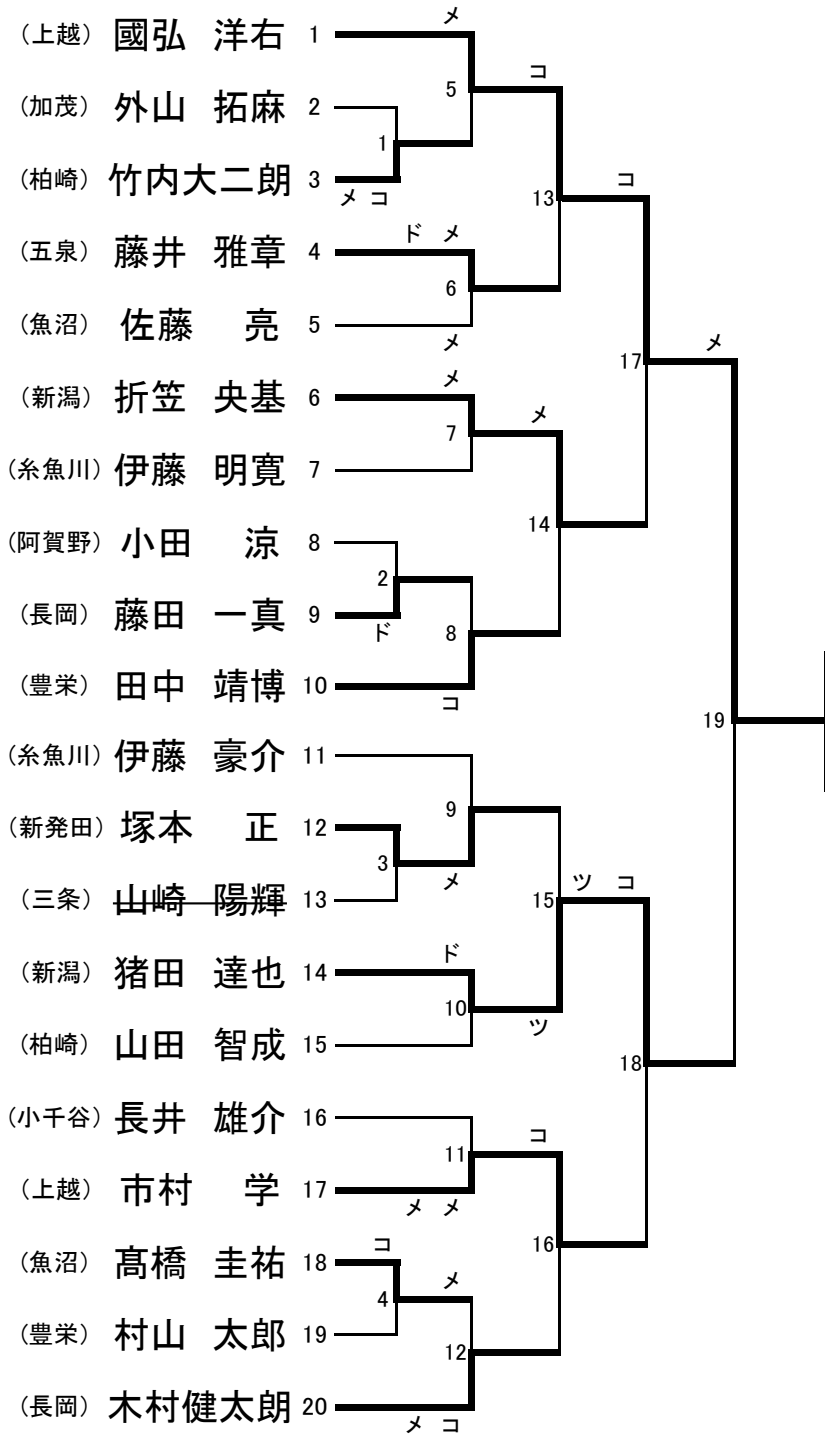 メ
(上越) 國弘 洋右 1
コ
5
(加茂) 外山 拓麻 2
1
(柏崎) 竹内大二朗 3
コ
メ コ
13
ド メ
(五泉) 藤井 雅章 4
6
(魚沼) 佐藤 亮 5
メ
メ
17
メ
(新潟) 折笠 央基 6
メ
7
(糸魚川) 伊藤 明寛 7
14
(阿賀野) 小田 涼 8
2
(長岡) 藤田 一真 9
ド
8
(豊栄) 田中 靖博 10
コ
19
(糸魚川) 伊藤 豪介 11
9
(新発田) 塚本 正 12
3
メ
ツ コ
(三条) 山崎 陽輝 13
15
ド
(新潟) 猪田 達也 14
10
ツ
(柏崎) 山田 智成 15
18
(小千谷) 長井 雄介 16
コ
11
(上越) 市村 学 17
メ メ
コ
16
(魚沼) 髙橋 圭祐 18
メ
4
(豊栄) 村山 太郎 19
12
(長岡) 木村健太朗 20
メ コ